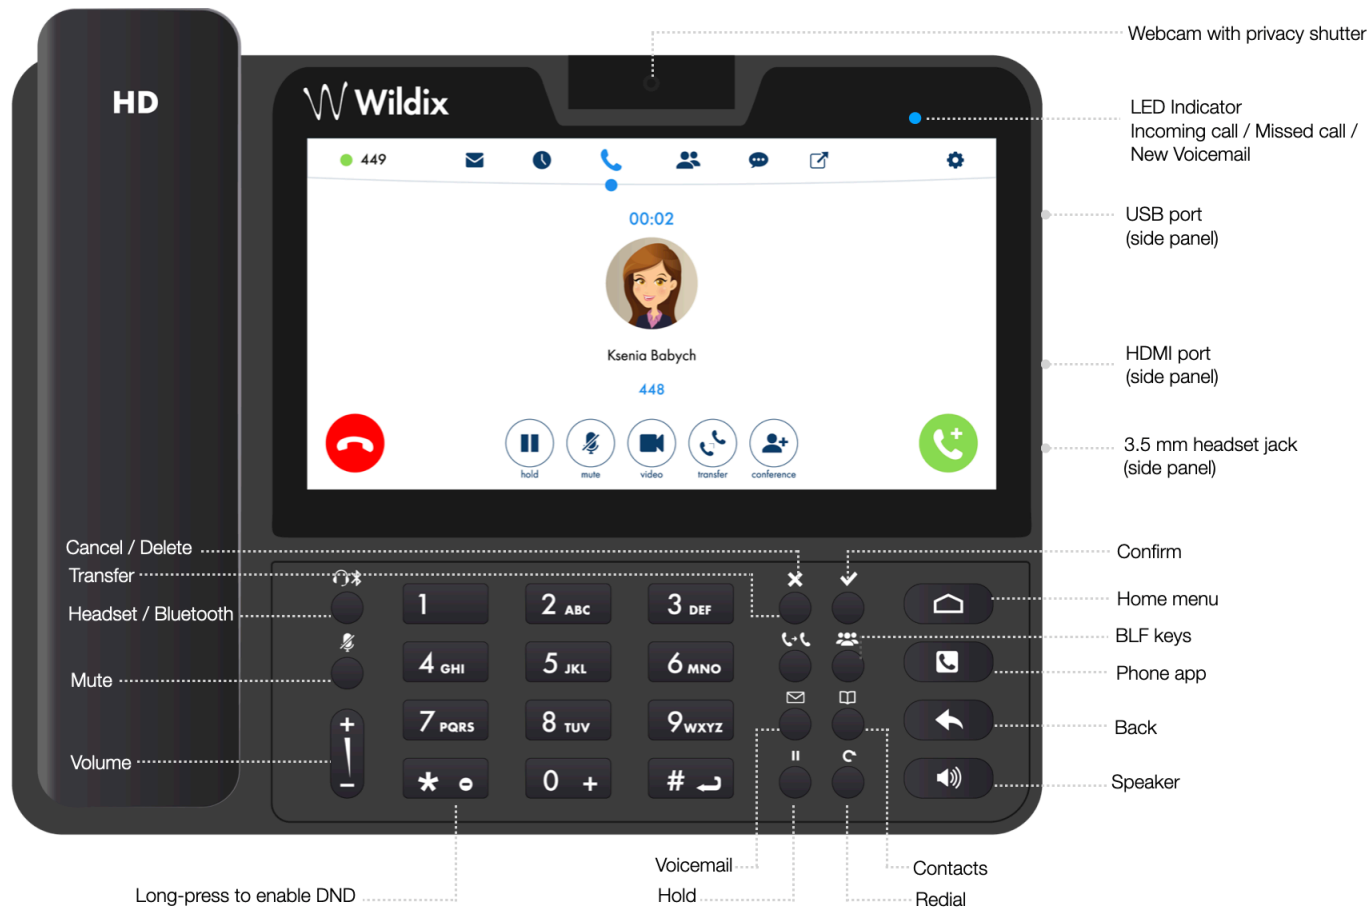 Webcam with privacy shutter
HD
Wildix
LED Indicator
Incoming call / Missed call /
New Voicemail
449
USB port
(side panel)
00:02
Ksenia Babych
448
HDMI port
(side panel)
hold
mute
video
transfer
conference
3.5 mm headset jack
(side panel)
Cancel / Delete
Confirm
Transfer
Headset / Bluetooth
1
2 ABC
3 DEF
Home menu
BLF keys
Mute
4 GHI
5 JKL
6 MNO
Phone app
7 PQRS
8 TUV
9 WXYZ
Back
Volume
+
−
*
0 +
#
Speaker
Voicemail
Contacts
Long-press to enable DND
Hold
Redial